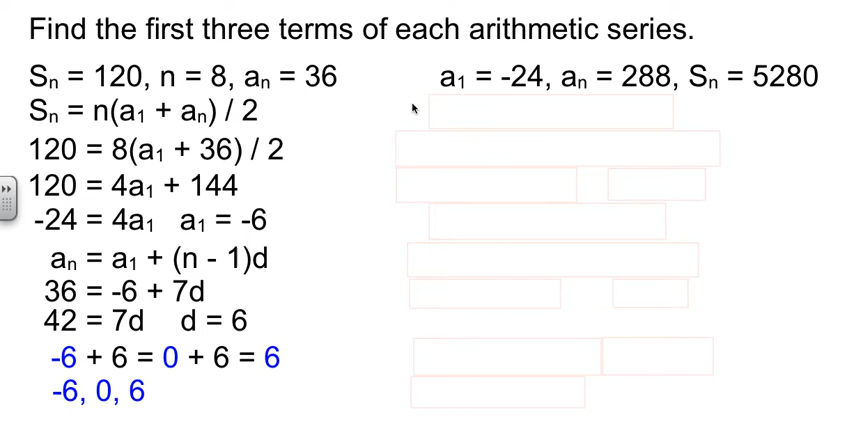 Find the first three terms of each arithmetic series.
Sₙ = 120, n = 8, aₙ = 36
Sₙ = n(a₁ + aₙ) / 2
120 = 8(a₁ + 36) / 2
120 = 4a₁ + 144
-24 = 4a₁ a₁ = -6
aₙ = a₁ + (n - 1)d
36 = -6 + 7d
42 = 7d d = 6
-6 + 6 = 0 + 6 = 6
-6, 0, 6
a₁ = -24, aₙ = 288, Sₙ = 5280